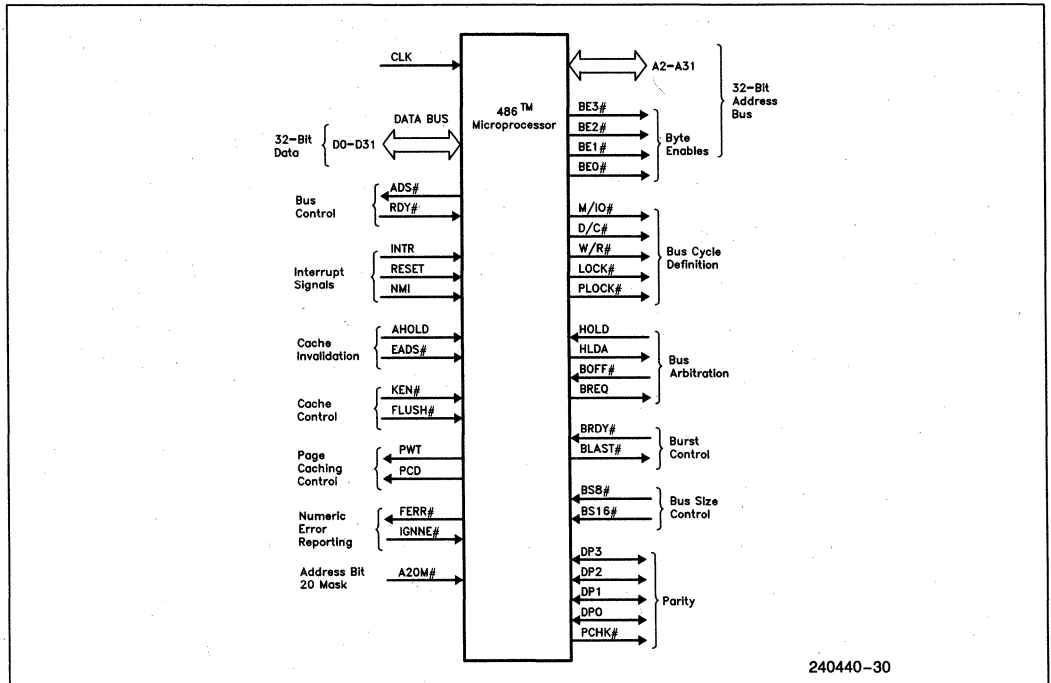 CLK
32-Bit
Data
D0-D31
DATA BUS
Bus
Control
ADS#
RDY#
Interrupt
Signals
INTR
RESET
NMI
Cache
Invalidation
AHOLD
EADS#
Cache
Control
KEN#
FLUSH#
Page
Caching
Control
PWT
PCD
Numeric
Error
Reporting
FERR#
IGNNE#
Address Bit
20 Mask
A20M#
486™
Microprocessor
A2-A31
32-Bit
Address
Bus
BE3#
BE2#
BE1#
BE0#
Byte
Enables
M/IO#
D/C#
W/R#
LOCK#
PLOCK#
Bus Cycle
Definition
HOLD
HLDA
BOFF#
BREQ
Bus
Arbitration
BRDY#
BLAST#
Burst
Control
BS8#
BS16#
Bus Size
Control
DP3
DP2
DP1
DP0
PCHK#
Parity
240440-30